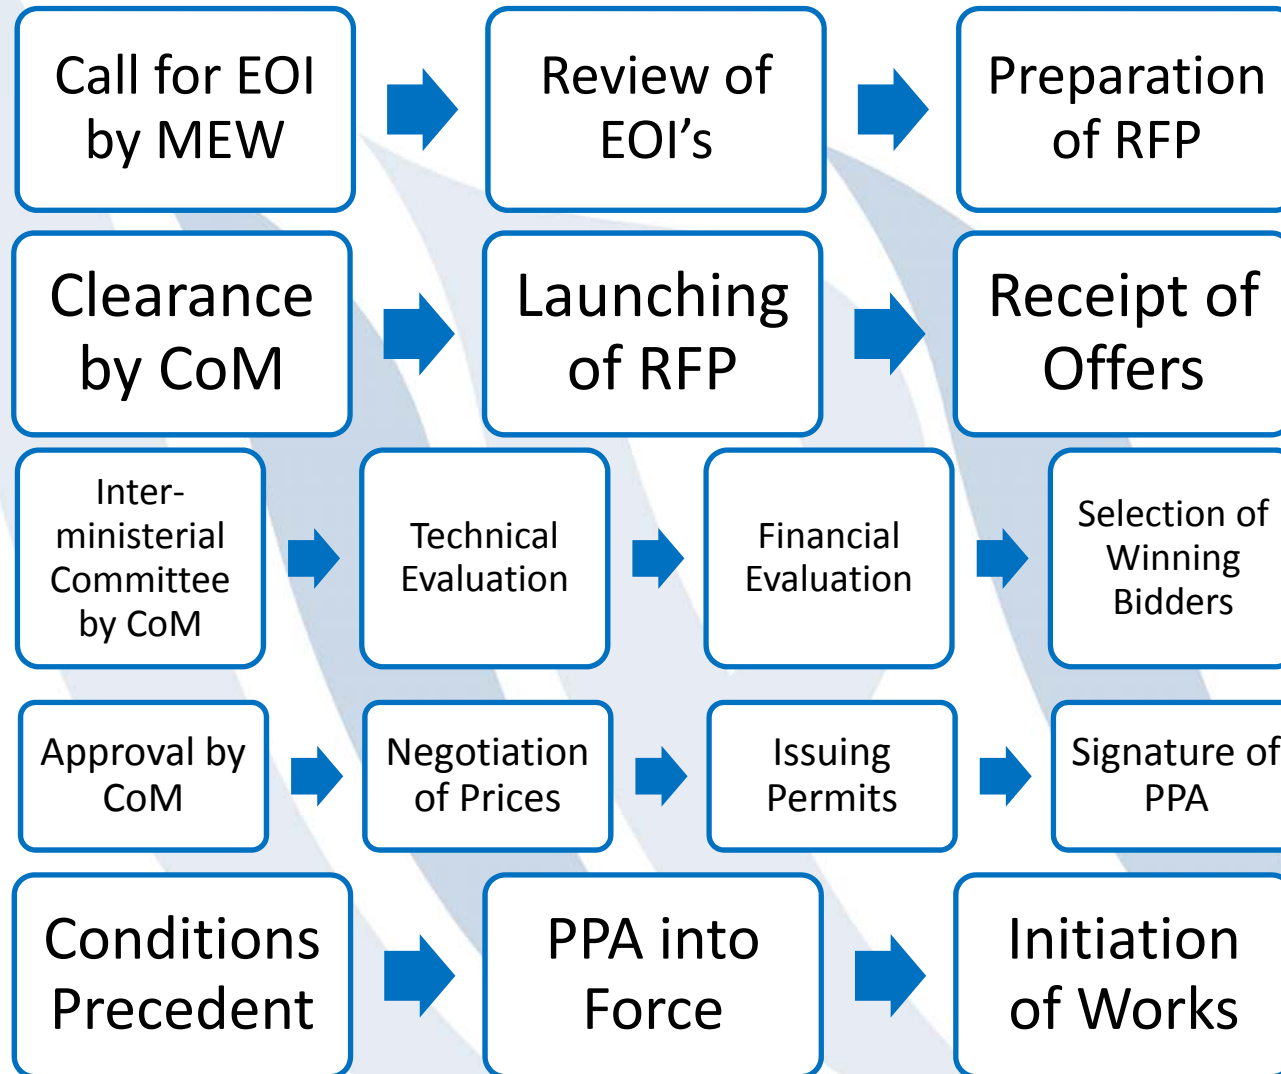 Call for EOI
by MEW
Review of
EOI’s
Preparation
of RFP
Clearance
by CoM
Launching
of RFP
Receipt of
Offers
Inter-
ministerial
Committee
by CoM
Technical
Evaluation
Financial
Evaluation
Selection of
Winning
Bidders
Approval by
CoM
Negotiation
of Prices
Issuing
Permits
Signature of
PPA
Conditions
Precedent
PPA into
Force
Initiation
of Works